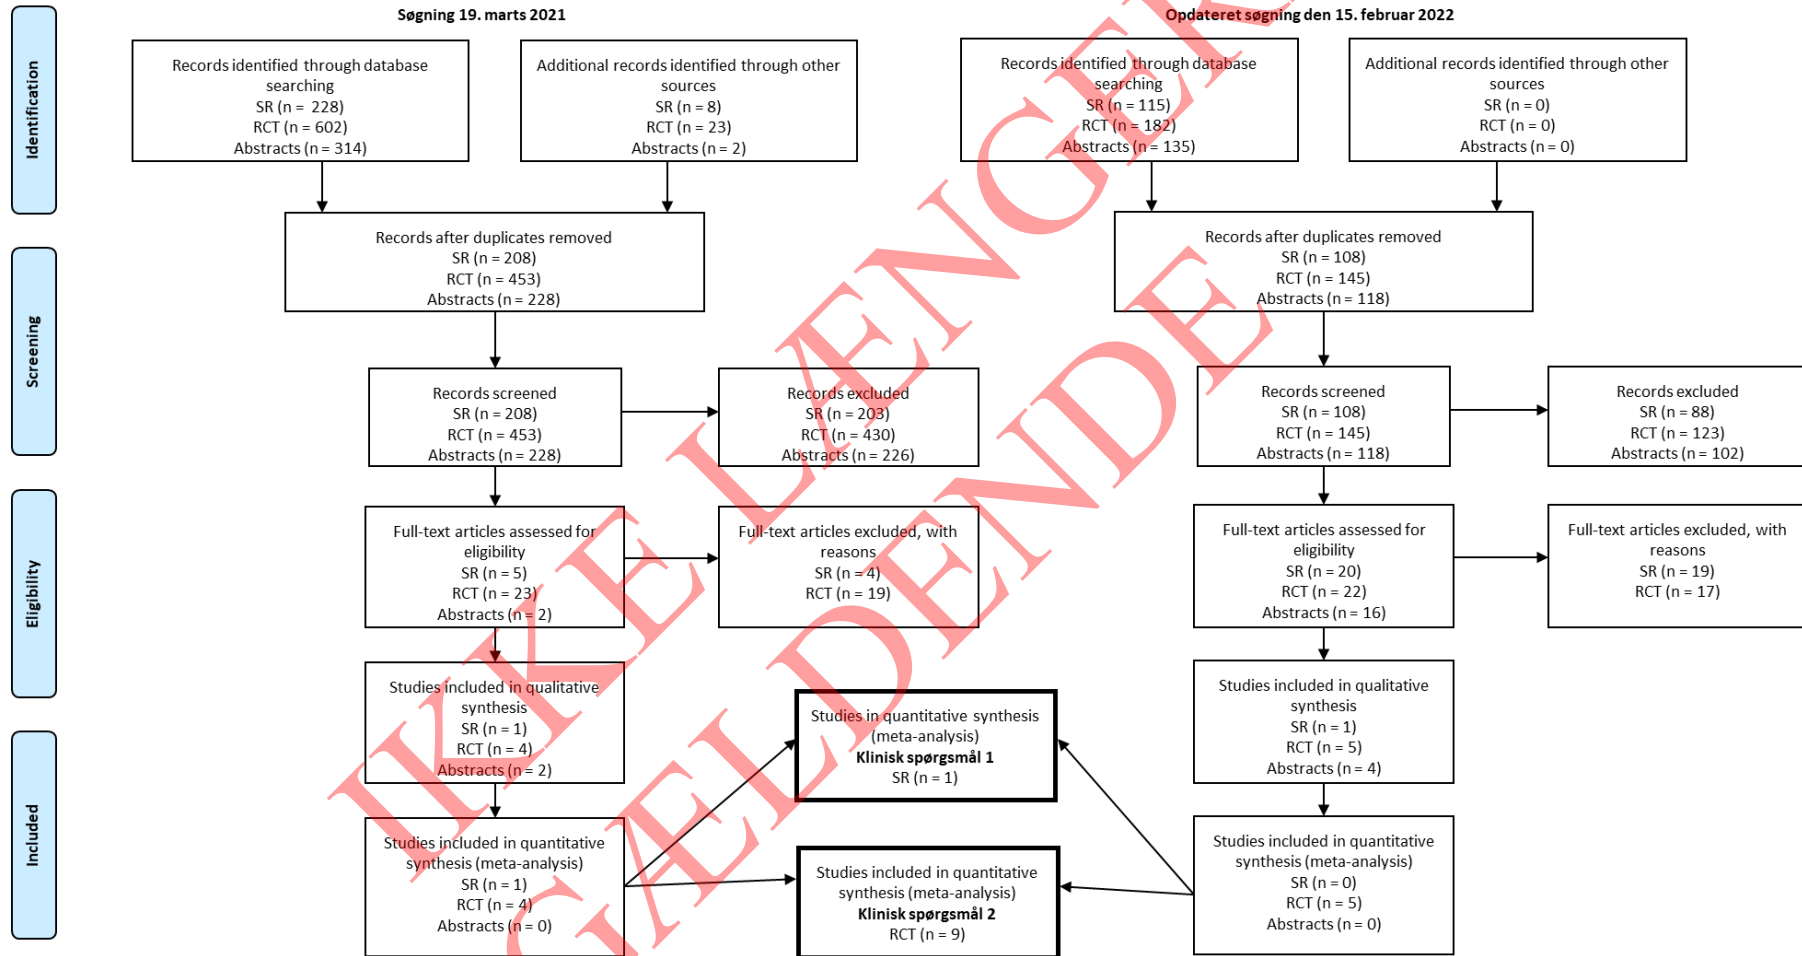 Søgning 19. marts 2021
Identification
Records identified through database
searching
SR (n = 228)
RCT (n = 602)
Abstracts (n = 314)
Additional records identified through other
sources
SR (n = 8)
RCT (n = 23)
Abstracts (n = 2)
Records after duplicates removed
SR (n = 208)
RCT (n = 453)
Abstracts (n = 228)
Screening
Records screened
SR (n = 208)
RCT (n = 453)
Abstracts (n = 228)
Records excluded
SR (n = 203)
RCT (n = 430)
Abstracts (n = 226)
Eligibility
Full-text articles assessed for
eligibility
SR (n = 5)
RCT (n = 23)
Abstracts (n = 2)
Full-text articles excluded, with
reasons
SR (n = 4)
RCT (n = 19)
Studies included in qualitative
synthesis
SR (n = 1)
RCT (n = 4)
Abstracts (n = 2)
Included
Studies included in quantitative
synthesis (meta-analysis)
SR (n = 1)
RCT (n = 4)
Abstracts (n = 0)
Studies in quantitative synthesis
(meta-analysis)
Klinisk spørgsmål 1
SR (n = 1)
Studies included in quantitative
synthesis (meta-analysis)
Klinisk spørgsmål 2
RCT (n = 9)
Opdateret søgning den 15. februar 2022
Records identified through database
searching
SR (n = 115)
RCT (n = 182)
Abstracts (n = 135)
Additional records identified through other
sources
SR (n = 0)
RCT (n = 0)
Abstracts (n = 0)
Records after duplicates removed
SR (n = 108)
RCT (n = 145)
Abstracts (n = 118)
Records screened
SR (n = 108)
RCT (n = 145)
Abstracts (n = 118)
Records excluded
SR (n = 88)
RCT (n = 123)
Abstracts (n = 102)
Full-text articles assessed for
eligibility
SR (n = 20)
RCT (n = 22)
Abstracts (n = 16)
Full-text articles excluded, with
reasons
SR (n = 19)
RCT (n = 17)
Studies included in qualitative
synthesis
SR (n = 1)
RCT (n = 5)
Abstracts (n = 4)
Studies included in quantitative
synthesis (meta-analysis)
SR (n = 0)
RCT (n = 5)
Abstracts (n = 0)
IKKE LÆNGERE
GÆLDENDE